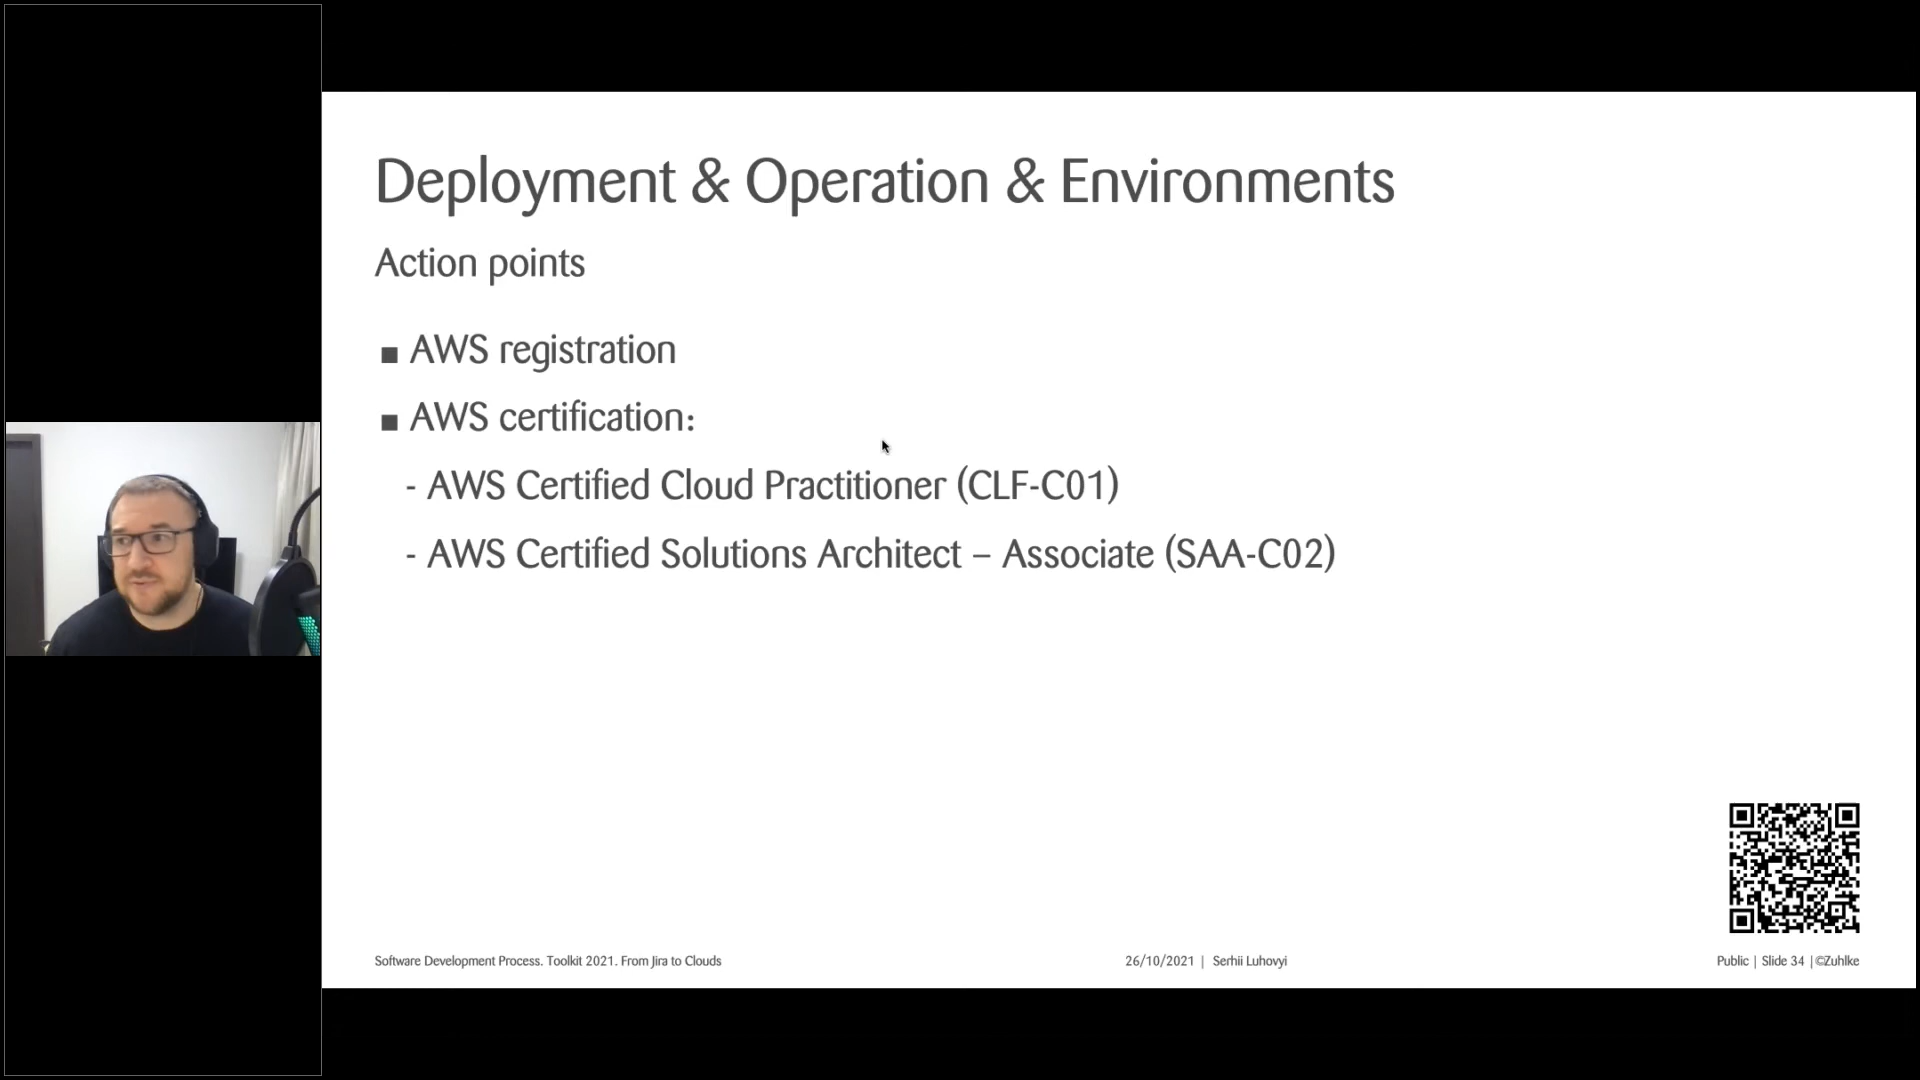 Deployment & Operation & Environments
Action points
■ AWS registration
■ AWS certification:
- AWS Certified Cloud Practitioner (CLF-C01)
- AWS Certified Solutions Architect – Associate (SAA-C02)
Software Development Process. Toolkit 2021. From Jira to Clouds
26/10/2021 | Serhii Luhovyi
Public | Slide 34 | ©Zuhlke